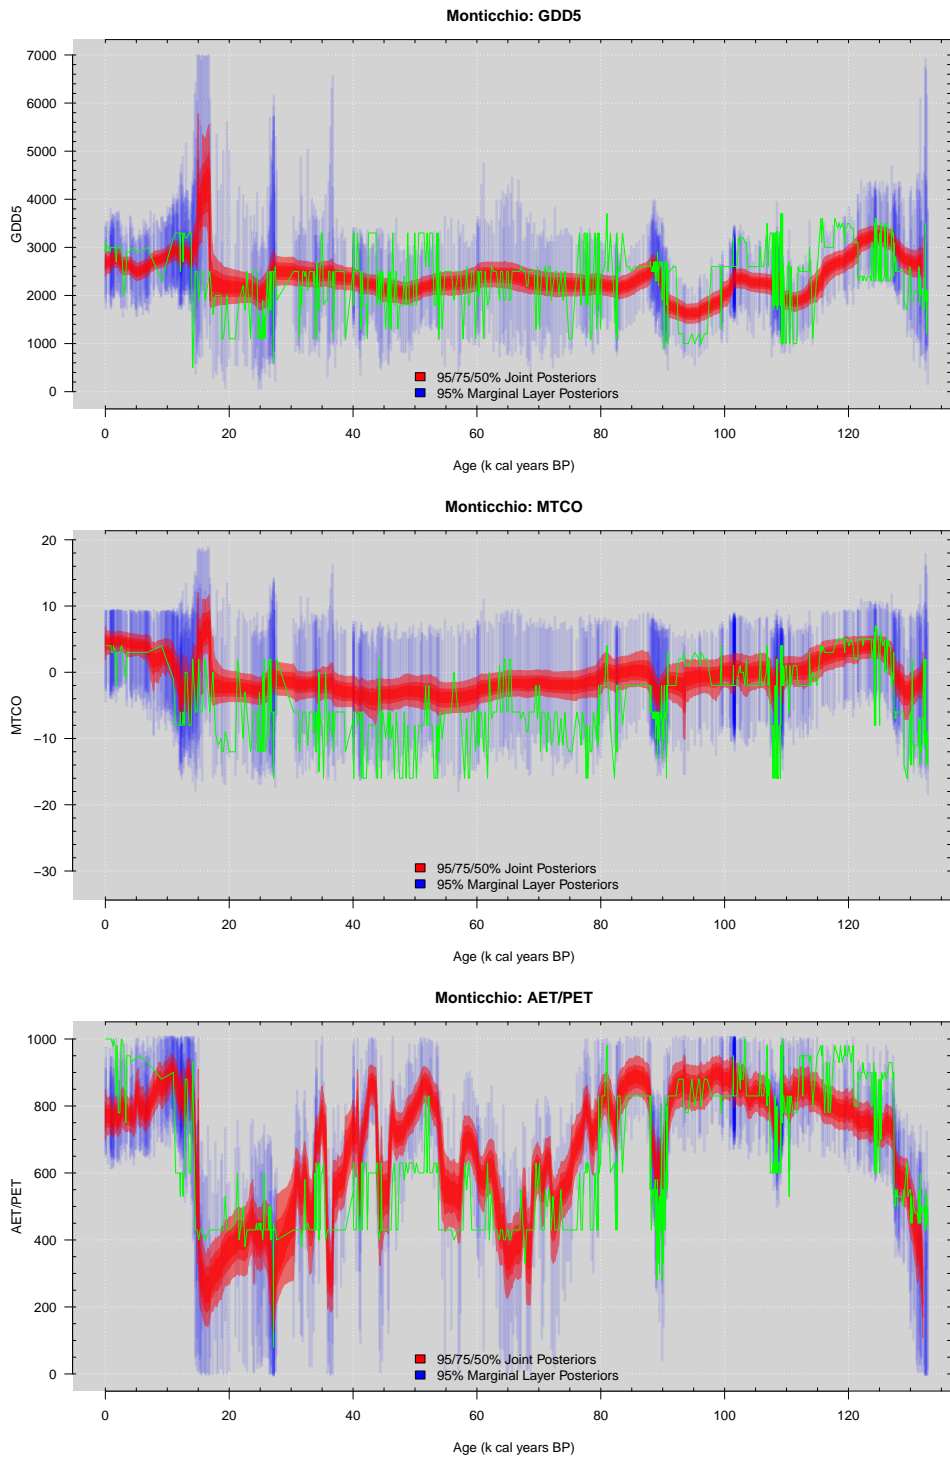 Monticchio: GDD5
7000
6000
5000
4000
3000
2000
1000
0
GDD5
95/75/50% Joint Posteriors
95% Marginal Layer Posteriors
0 20 40 60 80 100 120
Age (k cal years BP)
Monticchio: MTCO
20
10
0
−10
−20
−30
MTCO
95/75/50% Joint Posteriors
95% Marginal Layer Posteriors
0 20 40 60 80 100 120
Age (k cal years BP)
Monticchio: AET/PET
1000
800
600
400
200
0
AET/PET
95/75/50% Joint Posteriors
95% Marginal Layer Posteriors
0 20 40 60 80 100 120
Age (k cal years BP)